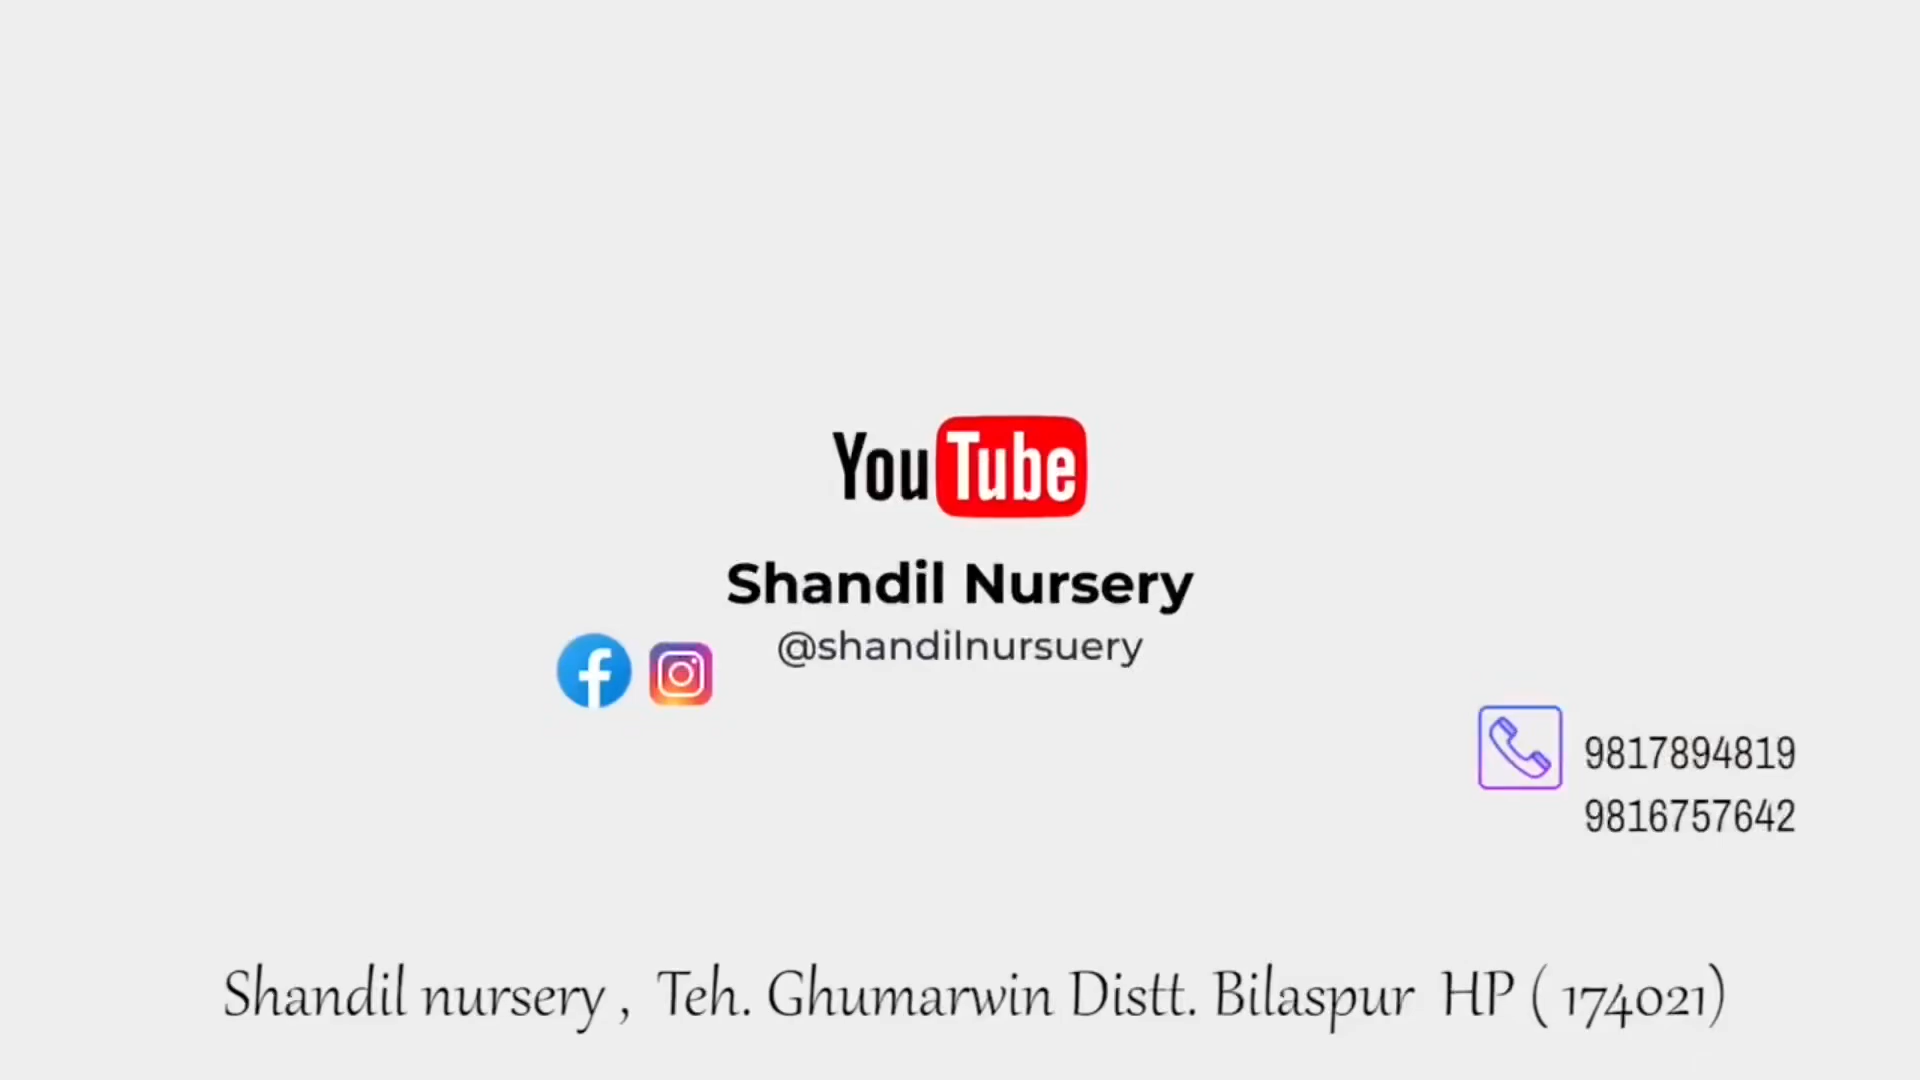 YouTube
Shandil Nursery
@shandilnursuery
9817894819
9816757642
Shandil nursery , Teh. Ghumarwin Distt. Bilaspur HP ( 174021)